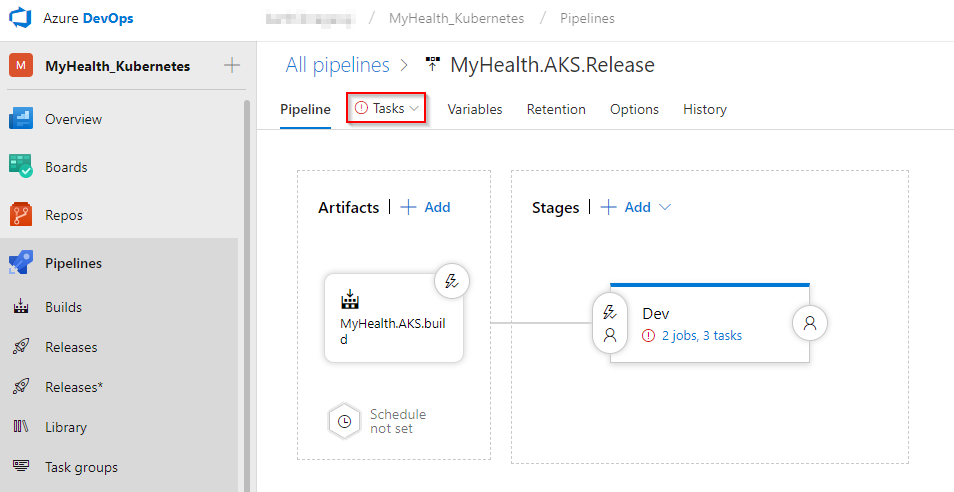 Azure DevOps
/ MyHealth_Kubernetes / Pipelines
M MyHealth_Kubernetes
Overview
Boards
Repos
Pipelines
Builds
Releases
Releases*
Library
Task groups
All pipelines > MyHealth.AKS.Release
Pipeline Tasks Variables Retention Options History
Artifacts | + Add
MyHealth.AKS.buil
d
Schedule
not set
Stages | + Add
Dev
2 jobs, 3 tasks